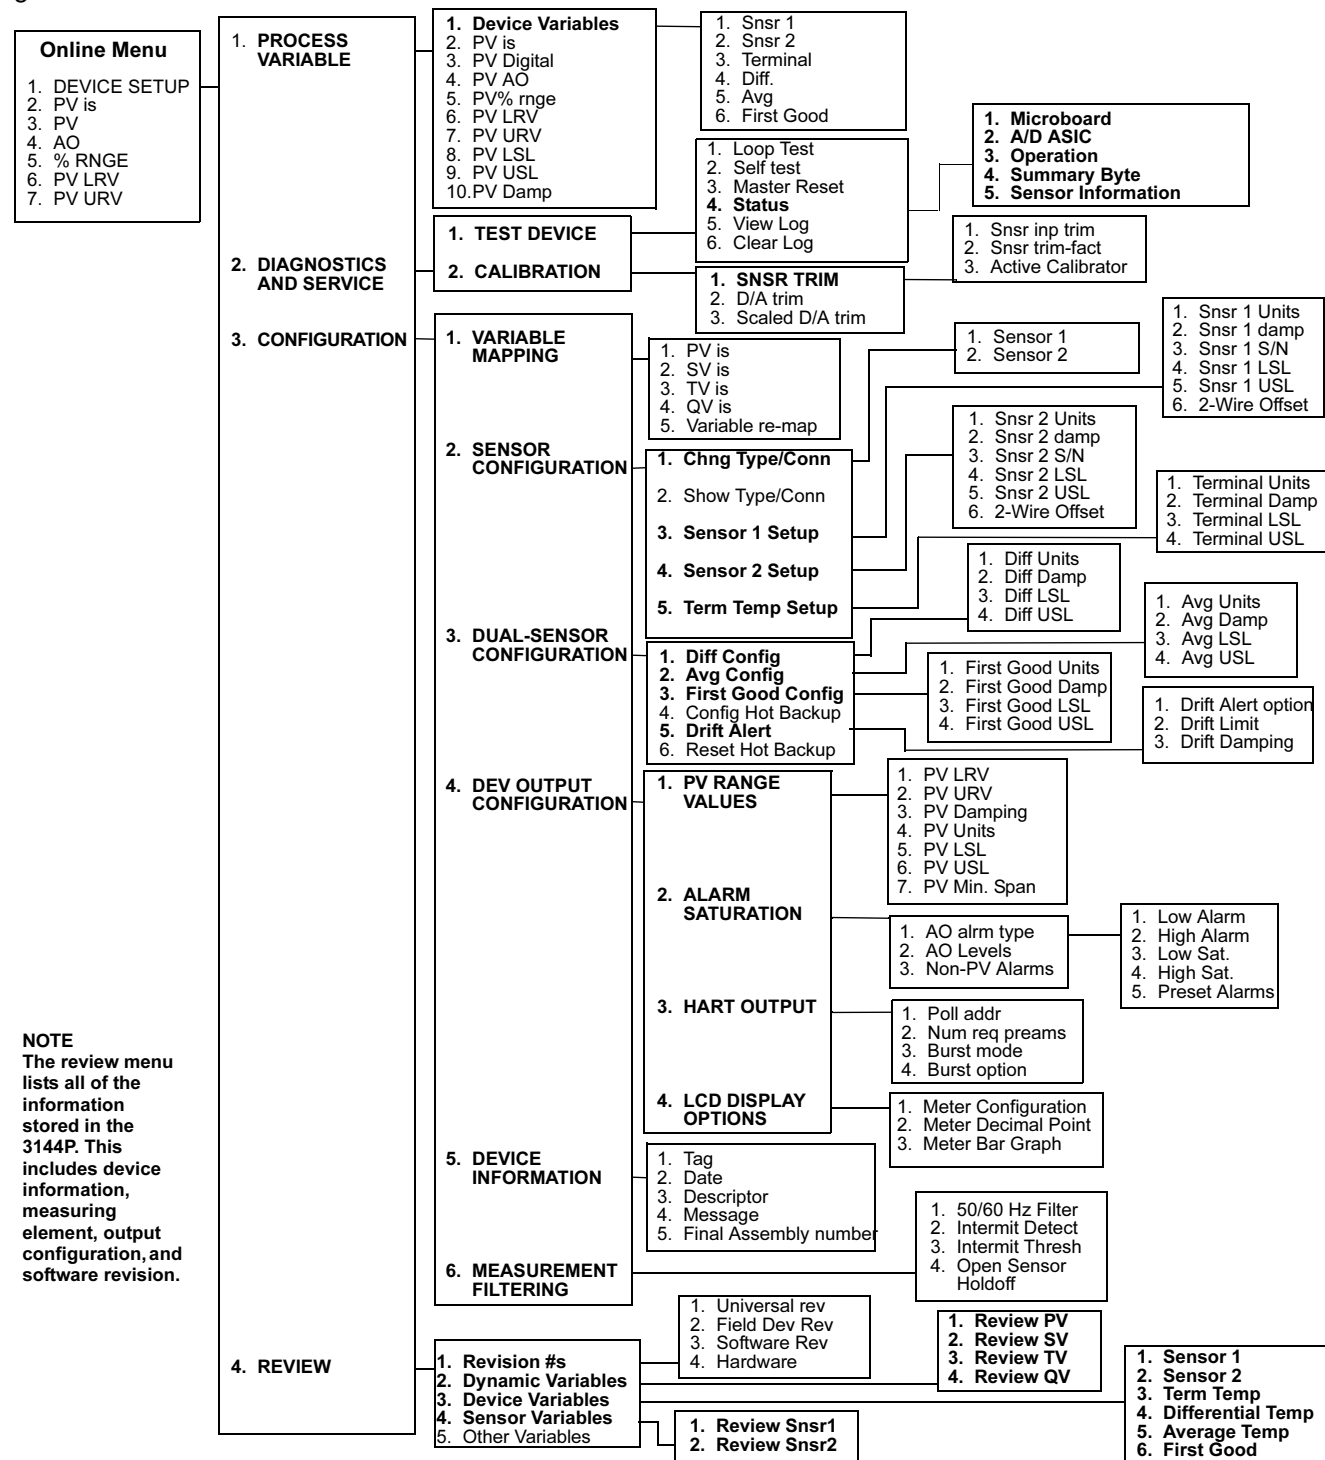 Online Menu
1. DEVICE SETUP
2. PV is
3. PV
4. AO
5. % RNGE
6. PV LRV
7. PV URV
1. PROCESS
VARIABLE
2. DIAGNOSTICS
AND SERVICE
3. CONFIGURATION
4. REVIEW
1. Device Variables
2. PV is
3. PV Digital
4. PV AO
5. PV% rnge
6. PV LRV
7. PV URV
8. PV LSL
9. PV USL
10.PV Damp
1. Snsr 1
2. Snsr 2
3. Terminal
4. Diff.
5. Avg
6. First Good
1. TEST DEVICE
2. CALIBRATION
1. Loop Test
2. Self test
3. Master Reset
4. Status
5. View Log
6. Clear Log
1. Microboard
2. A/D ASIC
3. Operation
4. Summary Byte
5. Sensor Information
1. SNSR TRIM
2. D/A trim
3. Scaled D/A trim
1. Snsr inp trim
2. Snsr trim-fact
3. Active Calibrator
1. VARIABLE
MAPPING
2. SENSOR
CONFIGURATION
3. DUAL-SENSOR
CONFIGURATION
4. DEV OUTPUT
CONFIGURATION
5. DEVICE
INFORMATION
6. MEASUREMENT
FILTERING
1. PV is
2. SV is
3. TV is
4. QV is
5. Variable re-map
1. Chng Type/Conn
2. Show Type/Conn
3. Sensor 1 Setup
4. Sensor 2 Setup
5. Term Temp Setup
1. Sensor 1
2. Sensor 2
1. Snsr 1 Units
2. Snsr 1 damp
3. Snsr 1 S/N
4. Snsr 1 LSL
5. Snsr 1 USL
6. 2-Wire Offset
1. Snsr 2 Units
2. Snsr 2 damp
3. Snsr 2 S/N
4. Snsr 2 LSL
5. Snsr 2 USL
6. 2-Wire Offset
1. Terminal Units
2. Terminal Damp
3. Terminal LSL
4. Terminal USL
1. Diff Config
2. Avg Config
3. First Good Config
4. Config Hot Backup
5. Drift Alert
6. Reset Hot Backup
1. Diff Units
2. Diff Damp
3. Diff LSL
4. Diff USL
1. Avg Units
2. Avg Damp
3. Avg LSL
4. Avg USL
1. First Good Units
2. First Good Damp
3. First Good LSL
4. First Good USL
1. Drift Alert option
2. Drift Limit
3. Drift Damping
1. PV RANGE
VALUES
2. ALARM
SATURATION
3. HART OUTPUT
4. LCD DISPLAY
OPTIONS
1. PV LRV
2. PV URV
3. PV Damping
4. PV Units
5. PV LSL
6. PV USL
7. PV Min. Span
1. AO alrm type
2. AO Levels
3. Non-PV Alarms
1. Low Alarm
2. High Alarm
3. Low Sat.
4. High Sat.
5. Preset Alarms
1. Poll addr
2. Num req preams
3. Burst mode
4. Burst option
1. Meter Configuration
2. Meter Decimal Point
3. Meter Bar Graph
1. Tag
2. Date
3. Descriptor
4. Message
5. Final Assembly number
1. 50/60 Hz Filter
2. Intermit Detect
3. Intermit Thresh
4. Open Sensor
Holdoff
1. Revision #s
2. Dynamic Variables
3. Device Variables
4. Sensor Variables
5. Other Variables
1. Universal rev
2. Field Dev Rev
3. Software Rev
4. Hardware
1. Review PV
2. Review SV
3. Review TV
4. Review QV
1. Sensor 1
2. Sensor 2
3. Term Temp
4. Differential Temp
5. Average Temp
6. First Good
1. Review Snsr1
2. Review Snsr2
NOTE
The review menu
lists all of the
information
stored in the
3144P. This
includes device
information,
measuring
element, output
configuration, and
software revision.